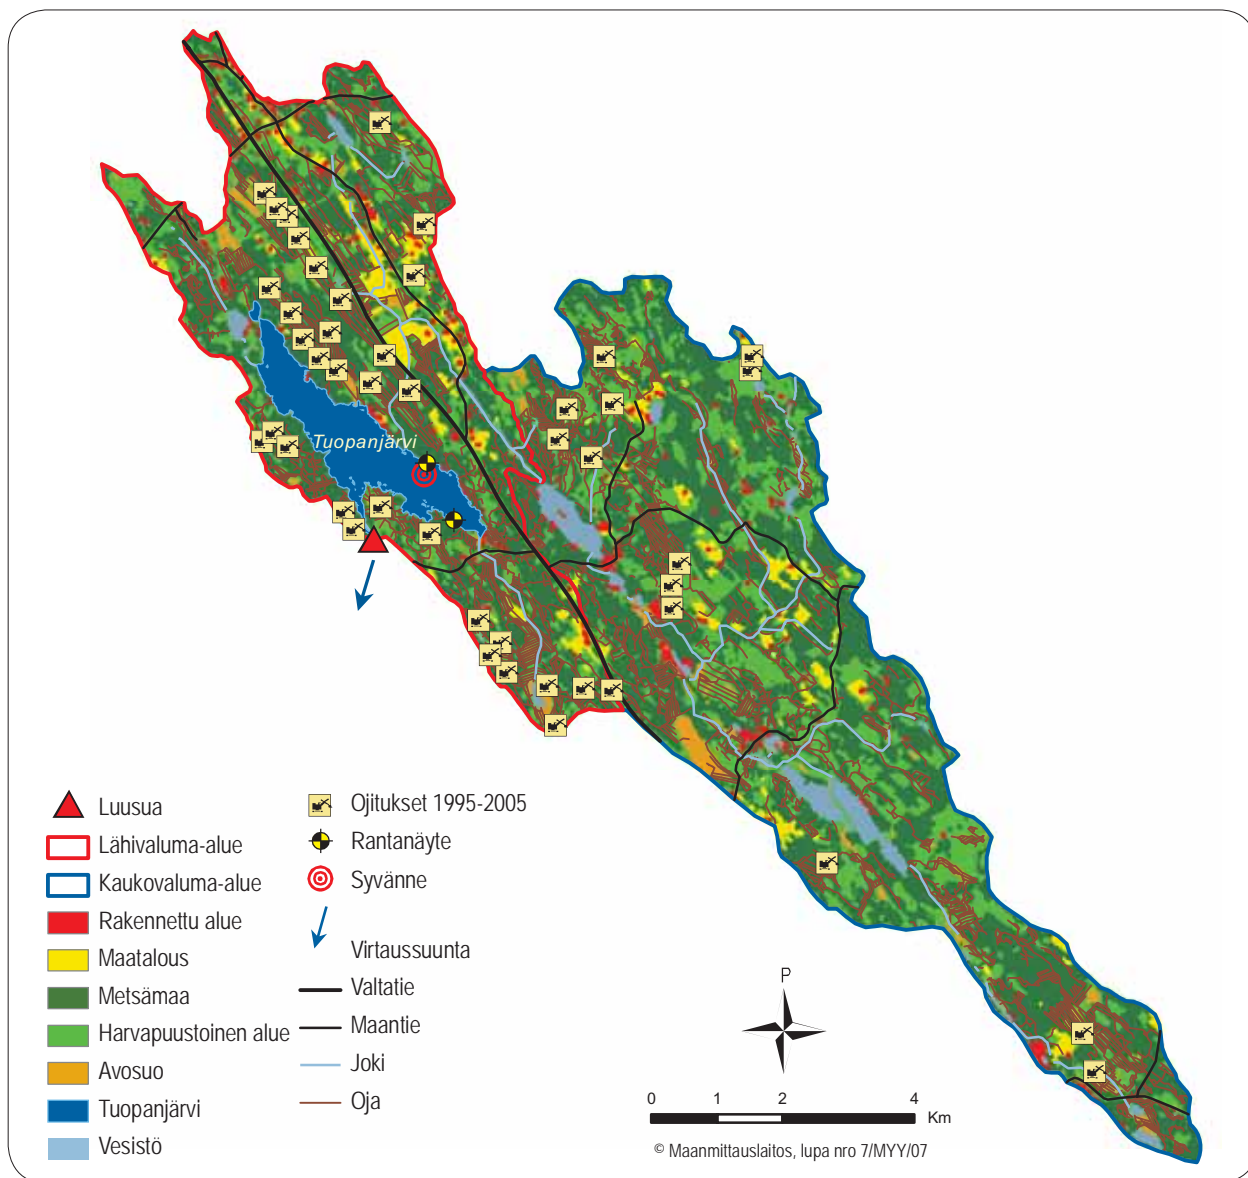 Tuopanjärvi
Luusua
Lähivaluma-alue
Kaukovaluma-alue
Rakennettu alue
Maatalous
Metsämaa
Harvapuustoinen alue
Avosuo
Tuopanjärvi
Vesistö
Ojitukset 1995-2005
Rantanäyte
Syvänne
Virtaussuunta
Valtatie
Maantie
Joki
Oja
P
0 1 2 4 Km
© Maanmittauslaitos, lupa nro 7/MYY/07